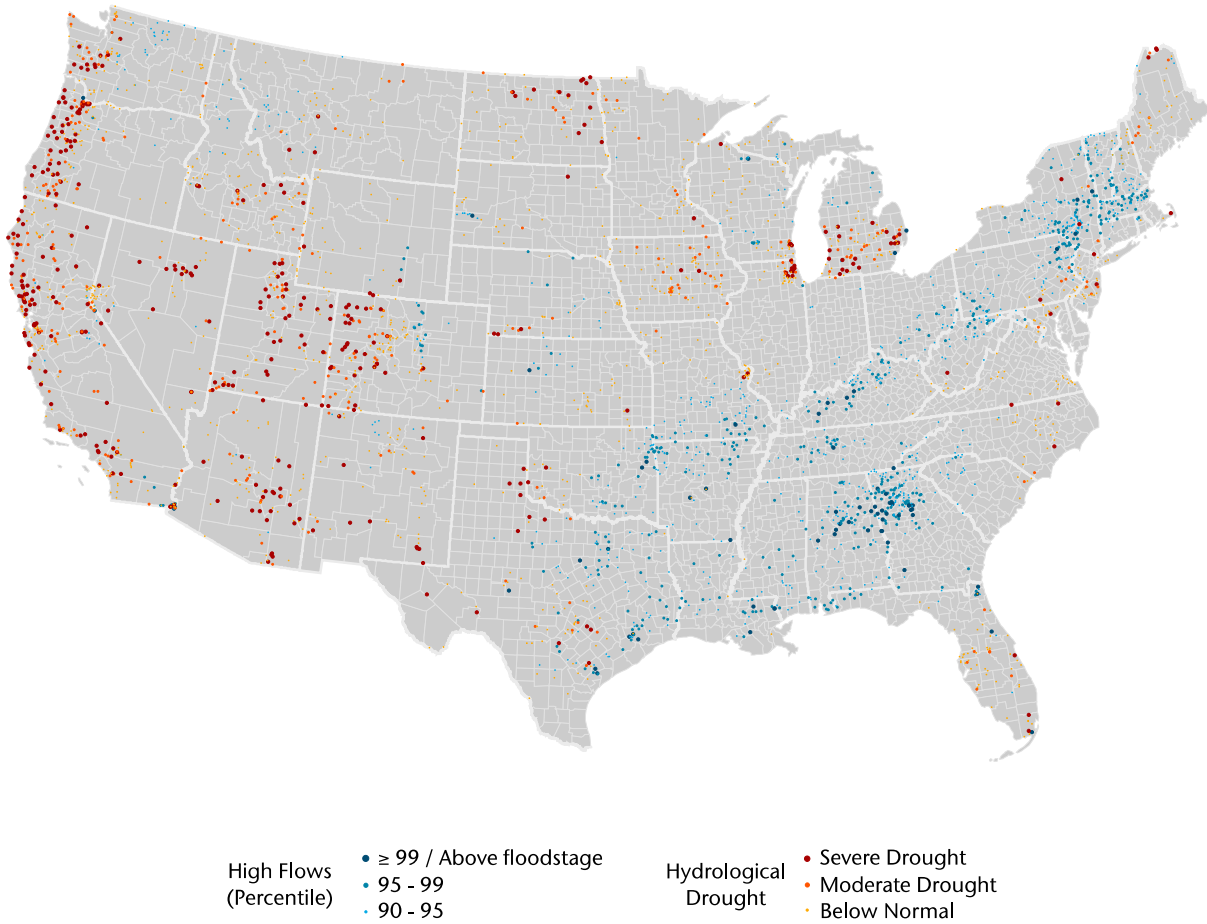 High Flows
(Percentile)
≥ 99 / Above floodstage
95 - 99
90 - 95
Hydrological
Drought
Severe Drought
Moderate Drought
Below Normal